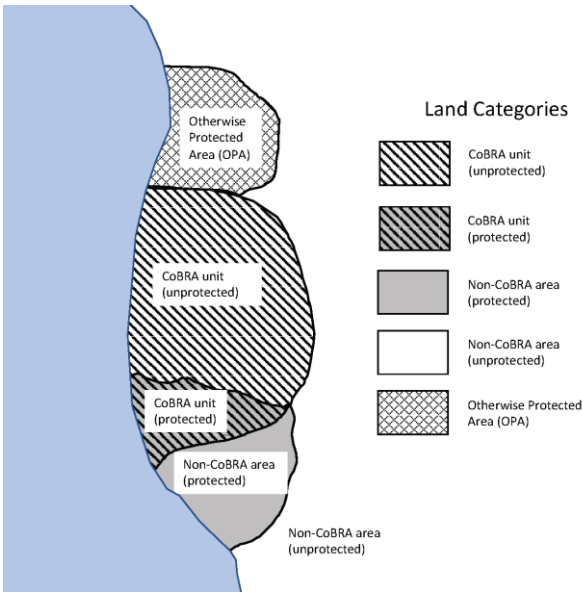 Land Categories
Otherwise
Protected
Area (OPA)
CoBRA unit
(unprotected)
CoBRA unit
(protected)
Non-CoBRA area
(protected)
Non-CoBRA area
(unprotected)
CoBRA unit
(unprotected)
CoBRA unit
(protected)
Non-CoBRA area
(protected)
Non-CoBRA area
(unprotected)
Otherwise Protected
Area (OPA)